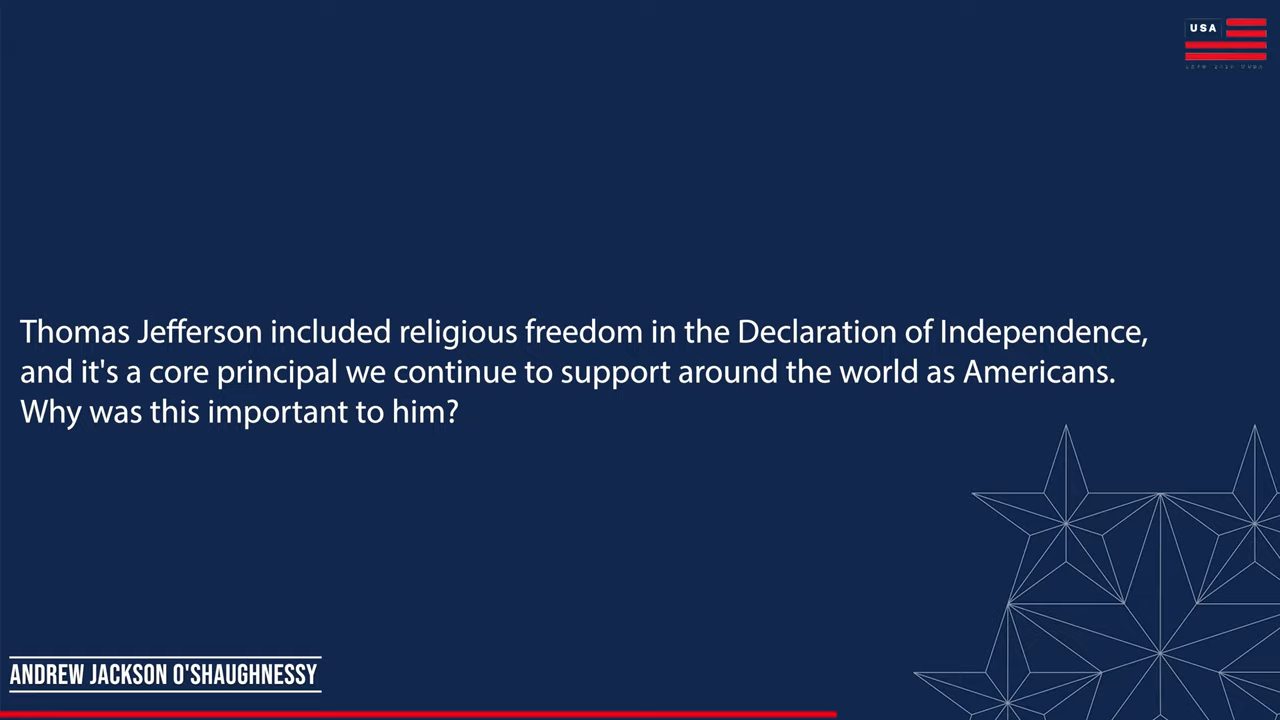 USA
Thomas Jefferson included religious freedom in the Declaration of Independence,
and it's a core principal we continue to support around the world as Americans.
Why was this important to him?
ANDREW JACKSON O'SHAUGHNESSY